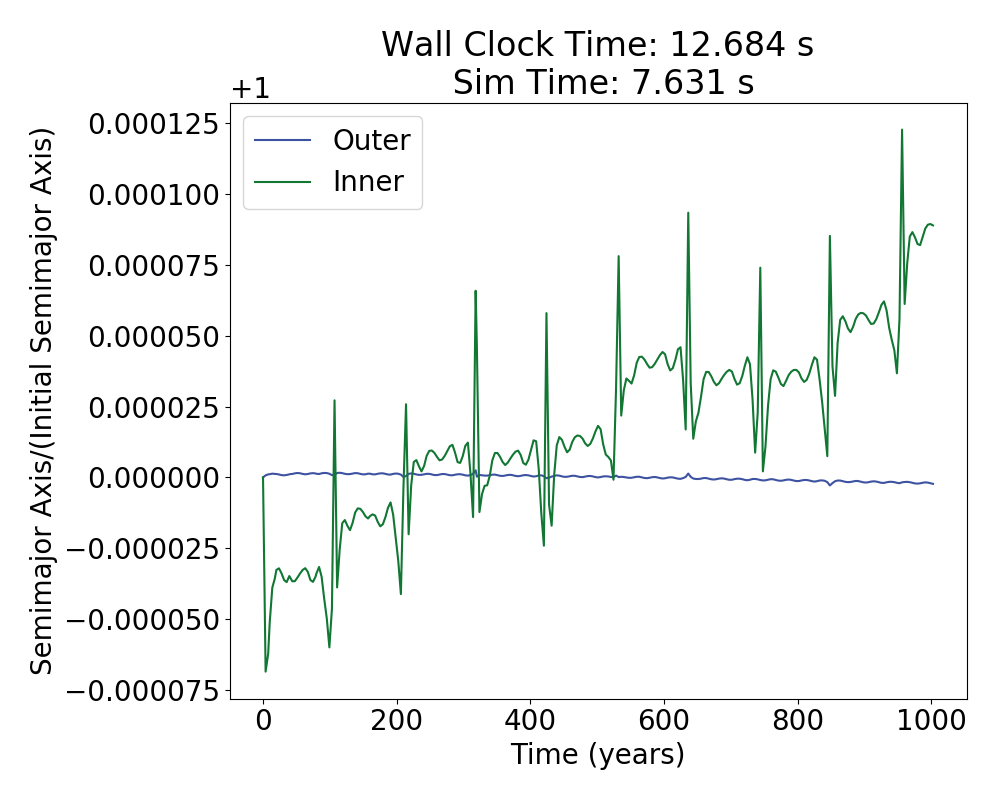 Wall Clock Time: 12.684 s
Sim Time: 7.631 s
+1
Outer
Inner
0.000125
0.000100
0.000075
0.000050
0.000025
0.000000
−0.000025
−0.000050
−0.000075
Semimajor Axis/(Initial Semimajor Axis)
0
200
400
600
800
1000
Time (years)